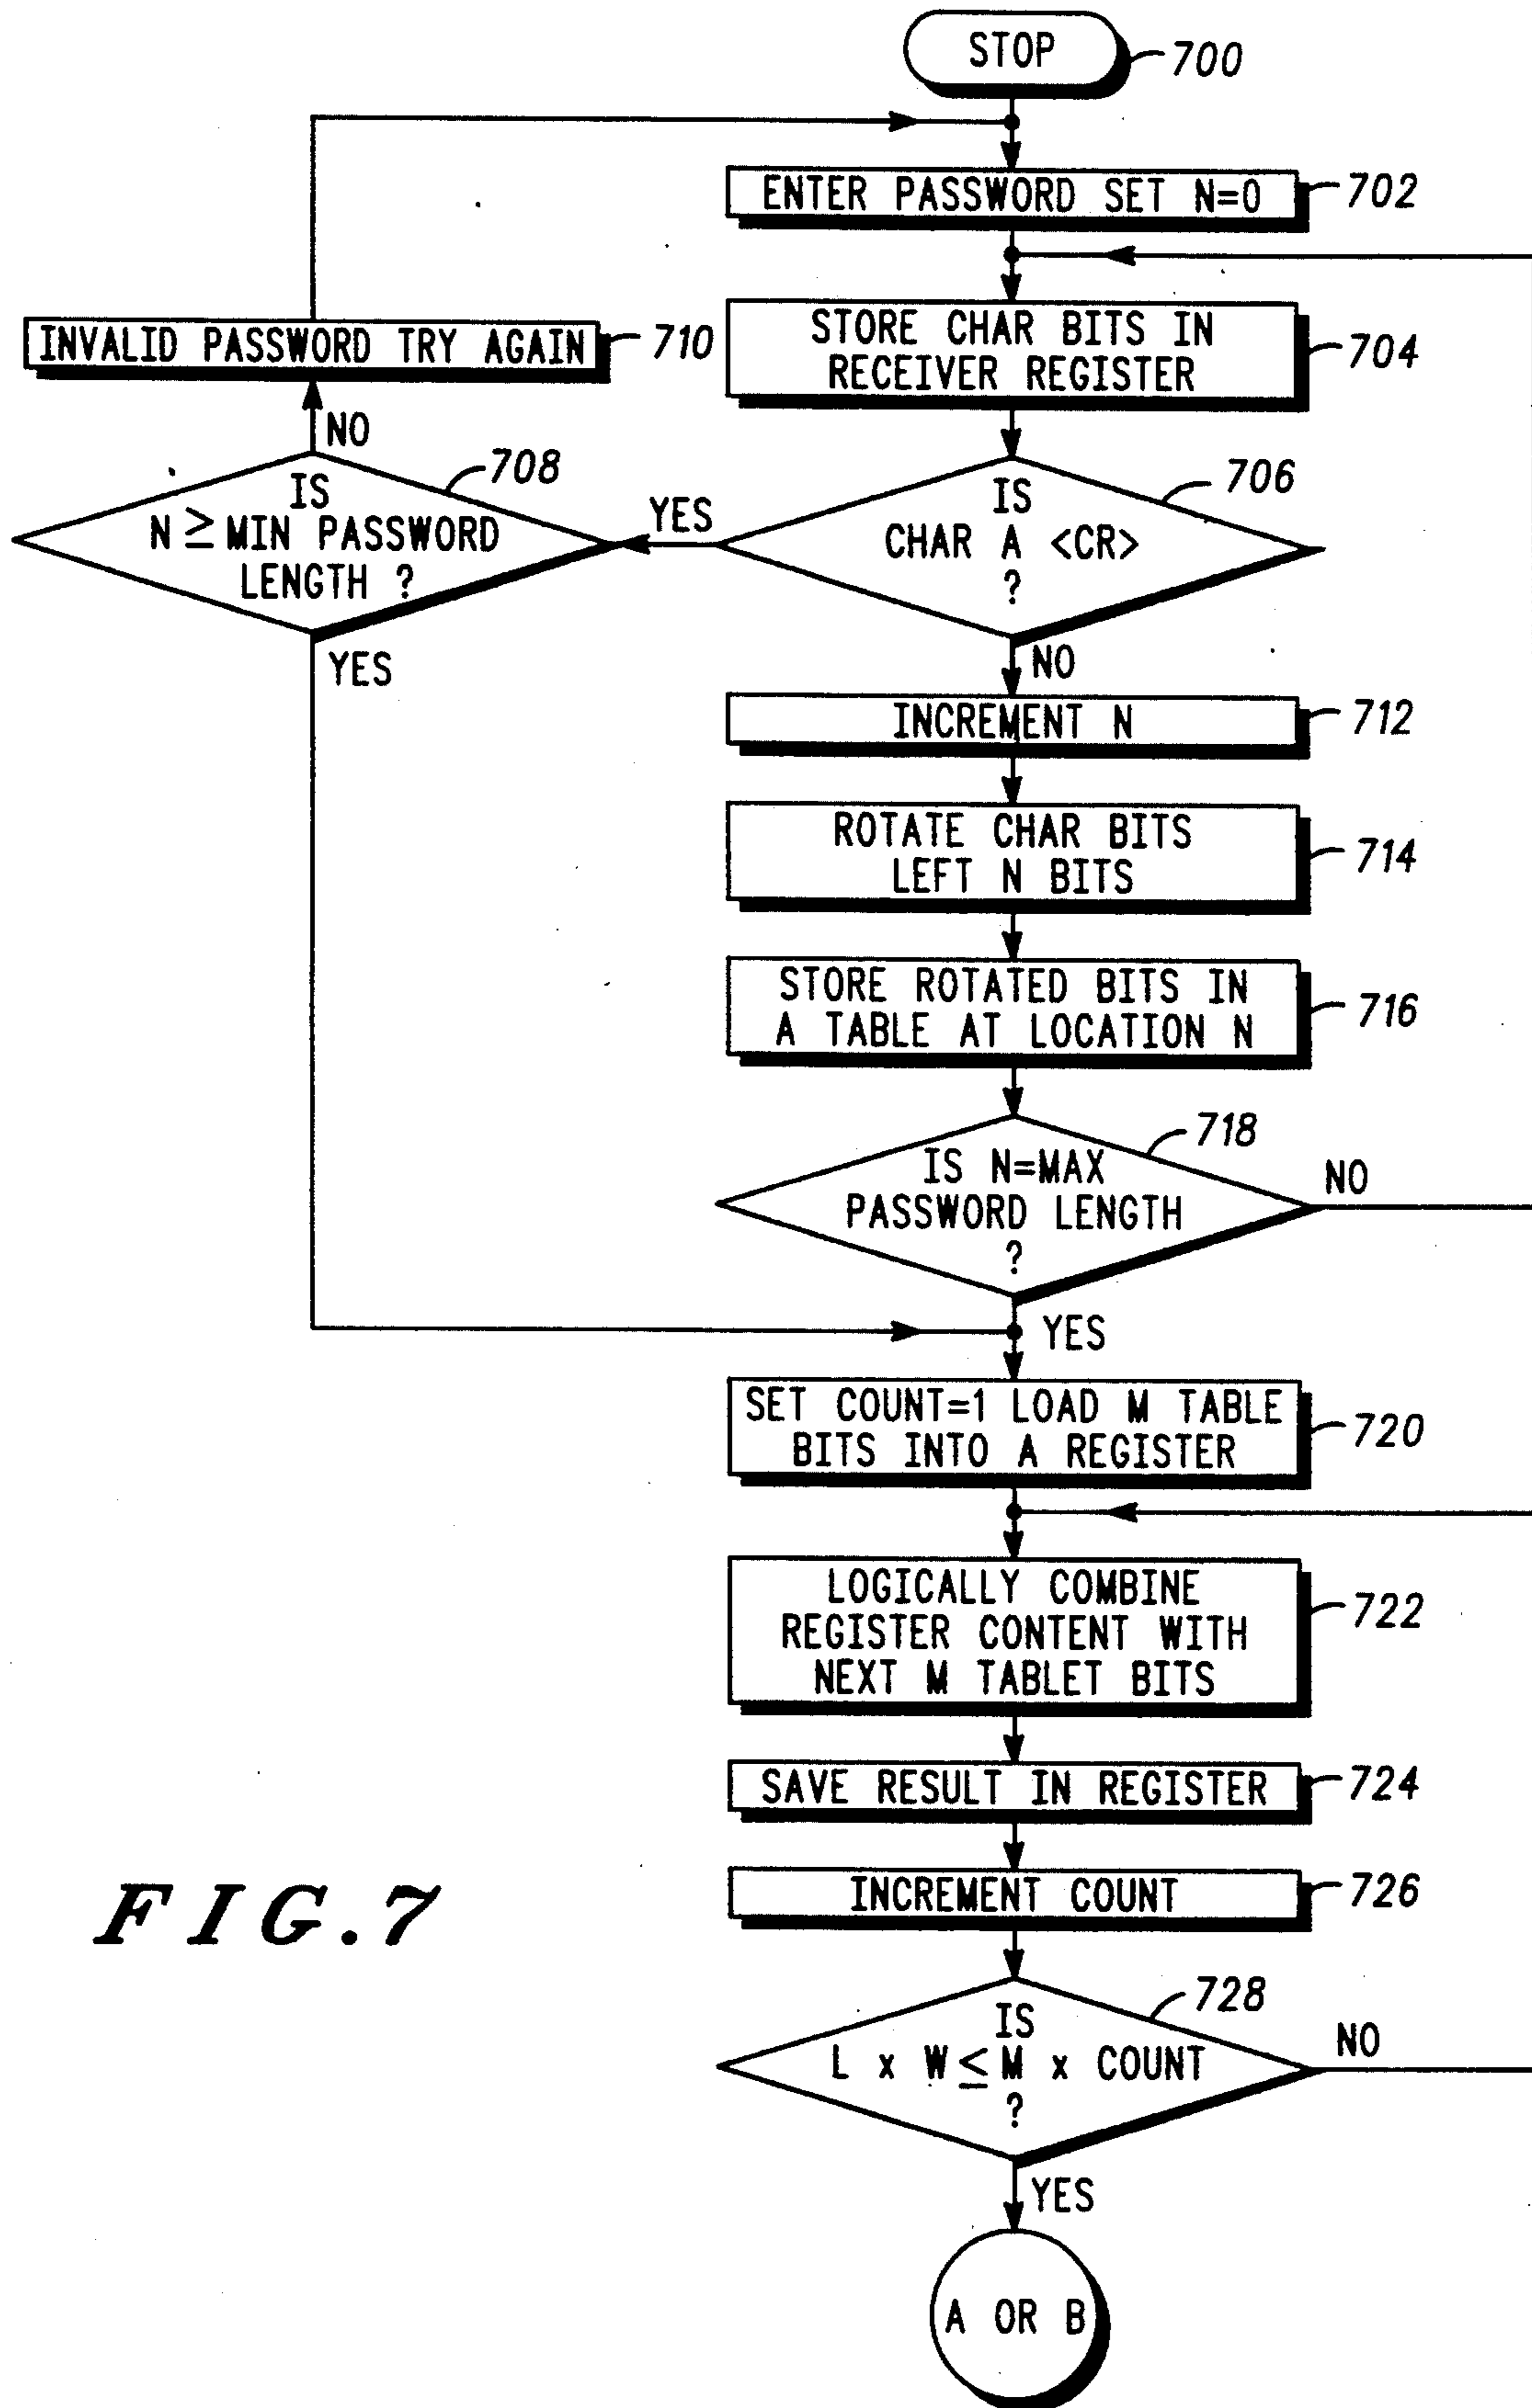 STOP
700
ENTER PASSWORD SET N=0
702
STORE CHAR BITS IN
RECEIVER REGISTER
704
INVALID PASSWORD TRY AGAIN
710
NO
IS
N ≥ MIN PASSWORD
LENGTH ?
708
YES
YES
IS
CHAR A <CR>
?
706
NO
INCREMENT N
712
ROTATE CHAR BITS
LEFT N BITS
714
STORE ROTATED BITS IN
A TABLE AT LOCATION N
716
IS N=MAX
PASSWORD LENGTH
?
718
NO
YES
SET COUNT=1 LOAD M TABLE
BITS INTO A REGISTER
720
LOGICALLY COMBINE
REGISTER CONTENT WITH
NEXT M TABLET BITS
722
SAVE RESULT IN REGISTER
724
INCREMENT COUNT
726
IS
L x W ≤ M x COUNT
?
728
NO
YES
A OR B
FIG.7